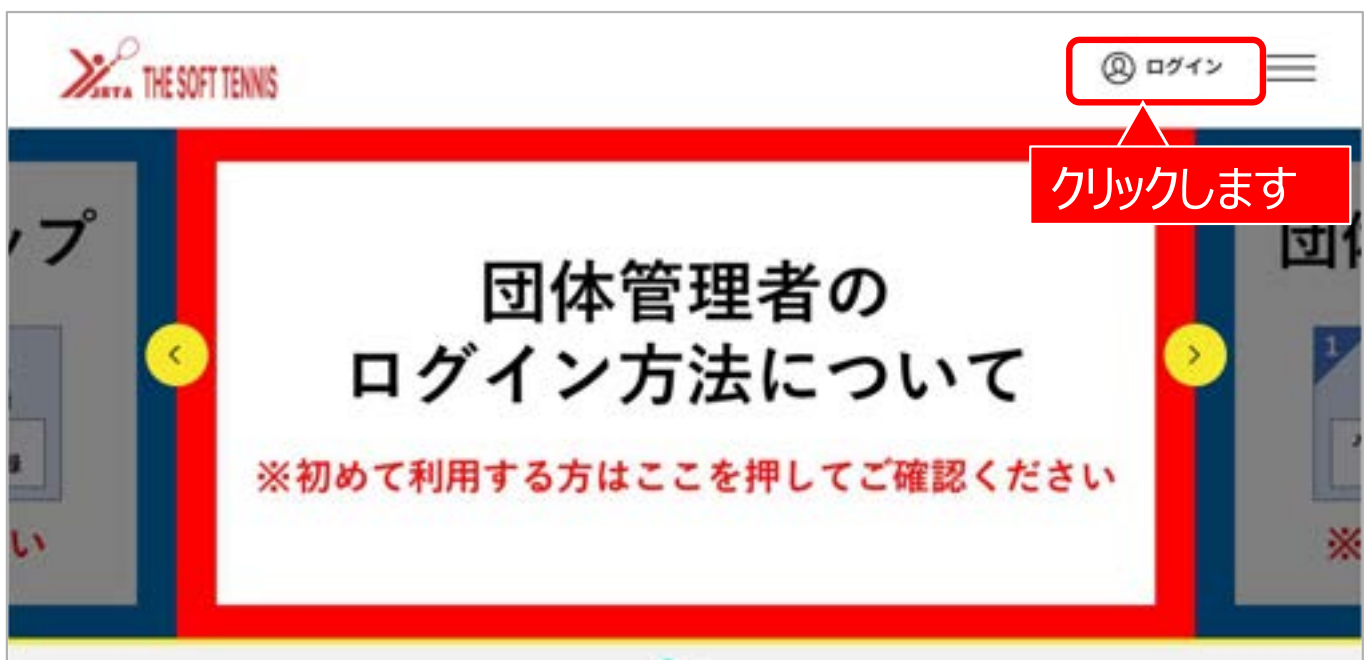 JSTA THE SOFT TENNIS
ログイン
クリックします
ップ
団体管理者の
ログイン方法について
※初めて利用する方はここを押してご確認ください
い
団体
1
※